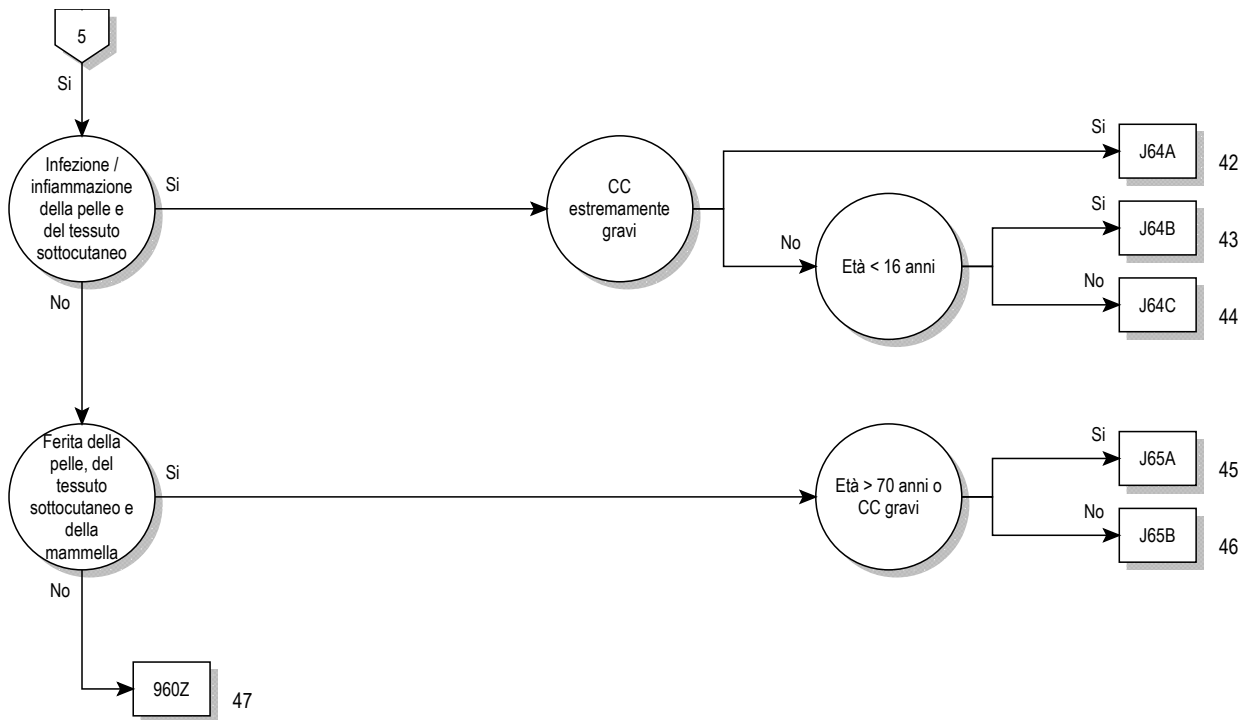 5
Si
Infezione /
infiammazione
della pelle e
del tessuto
sottocutaneo
Si
CC
estremamente
gravi
Si
J64A
42
No
Età < 16 anni
Si
J64B
43
No
J64C
44
No
Ferita della
pelle, del
tessuto
sottocutaneo e
della
mammella
Si
Età > 70 anni o
CC gravi
Si
J65A
45
No
J65B
46
No
960Z
47